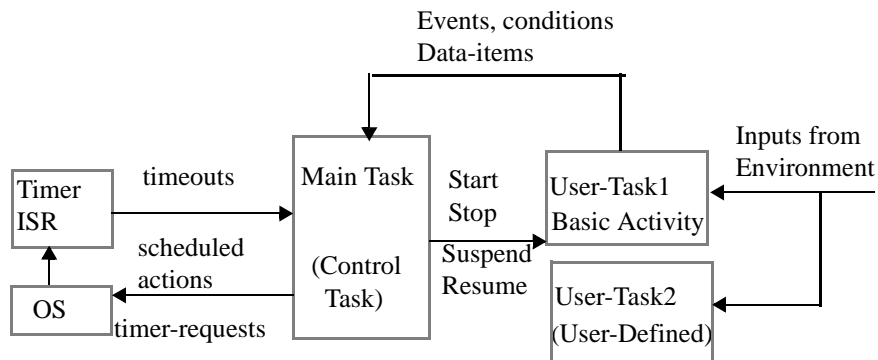 Events, conditions
Data-items
Inputs from
Environment
Timer
ISR
timeouts
Main Task
(Control
Task)
Start
Stop
Suspend
Resume
User-Task1
Basic Activity
scheduled
actions
OS
timer-requests
User-Task2
(User-Defined)